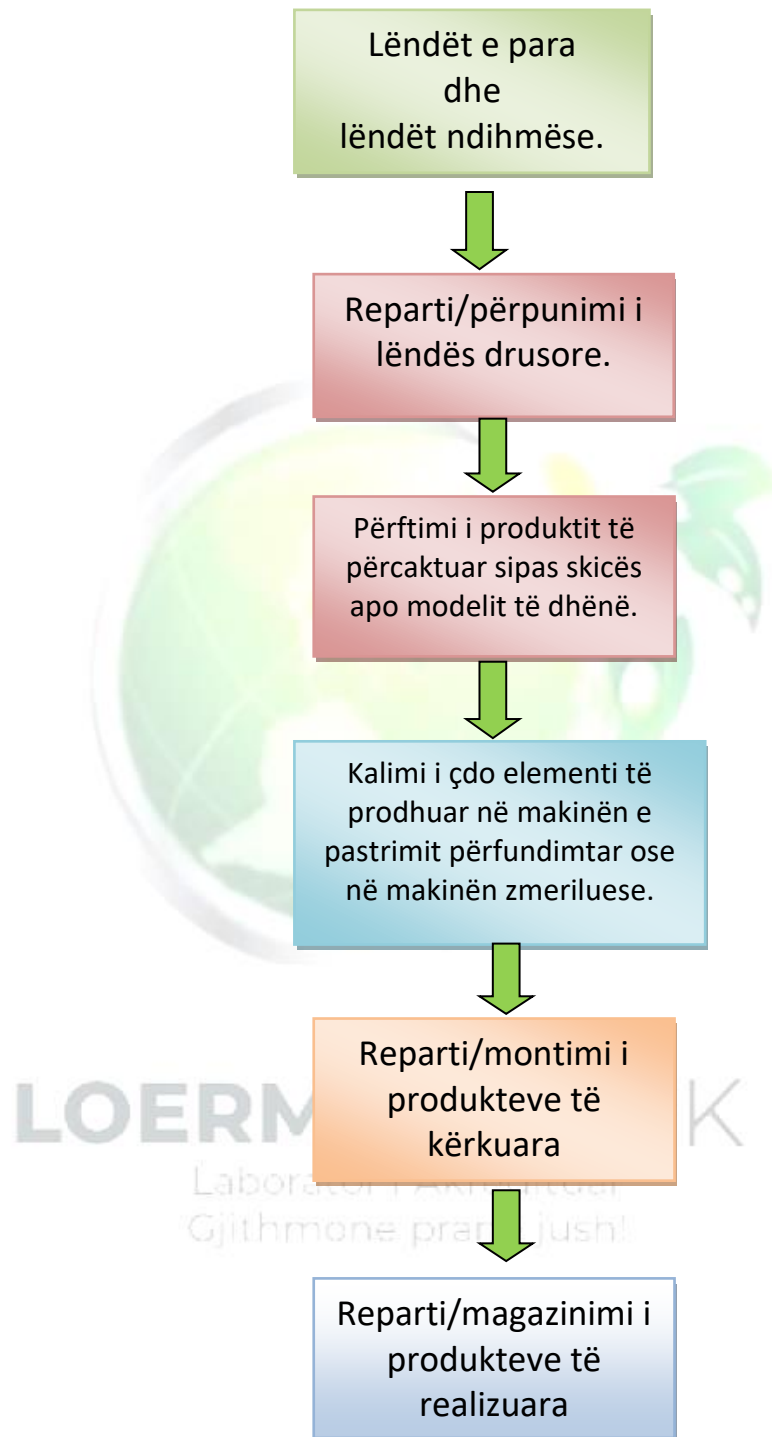 Lëndët e para
dhe
lëndët ndihmëse.
Reparti/përpunimi i
lëndës drusore.
Përftimi i produktit të
përcaktuar sipas skicës
apo modelit të dhënë.
Kalimi i çdo elementi të
prodhuar në makinën e
pastrimit përfundimtar ose
në makinën zmeriluese.
Reparti/montimi i
produkteve të
kërkuara
Gjithmone jush!
Reparti/magazinimi i
produkteve të
realizuara